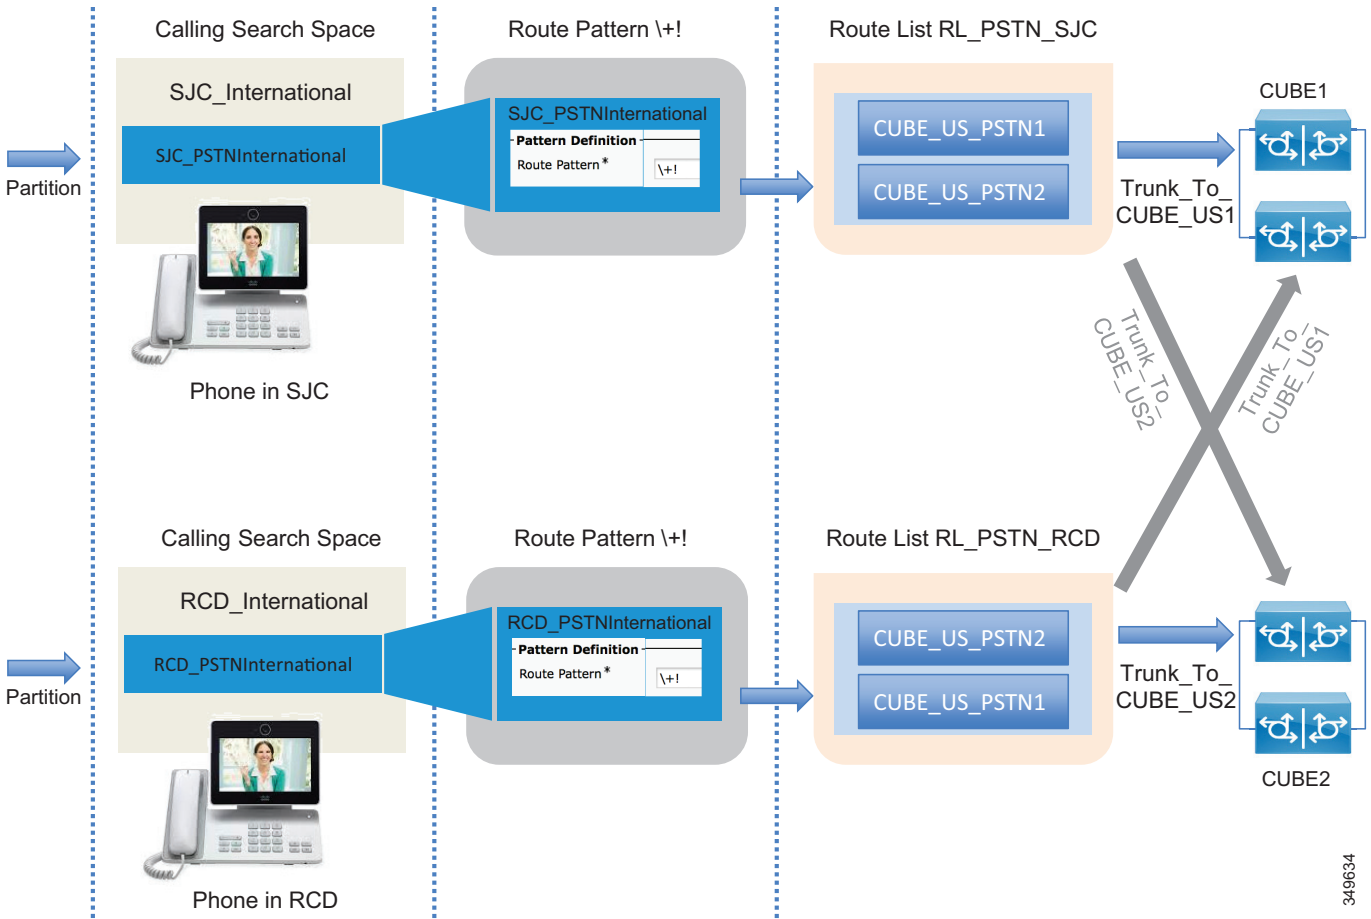 Calling Search Space
Route Pattern \+!
Route List RL_PSTN_SJC
SJC_International
SJC_PSTNInternational
Partition
Phone in SJC
SJC_PSTNInternational
Pattern Definition
Route Pattern*
\+!
CUBE_US_PSTN1
CUBE_US_PSTN2
Trunk_To_
CUBE_US1
CUBE1
Trunk_To_
CUBE_US2
Trunk_To_
CUBE_US1
Calling Search Space
Route Pattern \+!
Route List RL_PSTN_RCD
RCD_International
RCD_PSTNInternational
Partition
Phone in RCD
RCD_PSTNInternational
Pattern Definition
Route Pattern*
\+!
CUBE_US_PSTN2
CUBE_US_PSTN1
Trunk_To_
CUBE_US2
CUBE2
349634